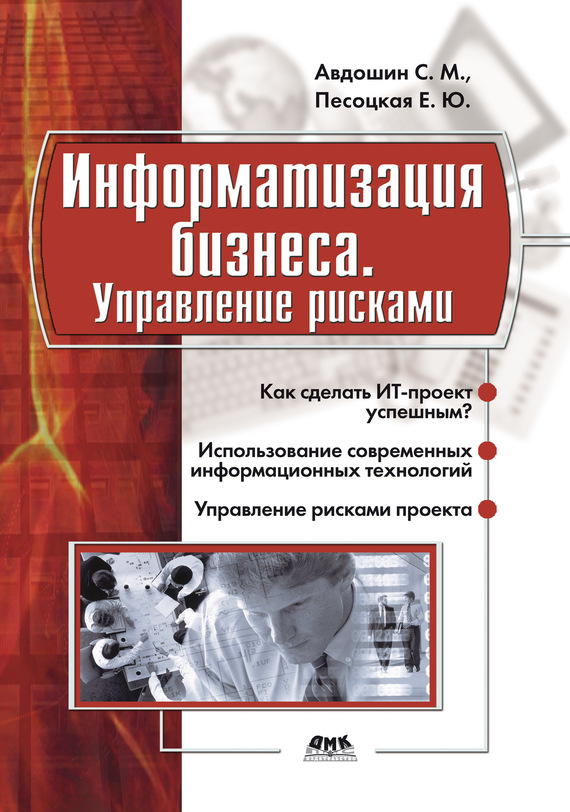 Авдошин С. М.,
Песоцкая Е. Ю.
Информатизация
бизнеса.
Управление рисками
Как сделать ИТ-проект
успешным?
Использование современных
информационных технологий
Управление рисками проекта
ДМК